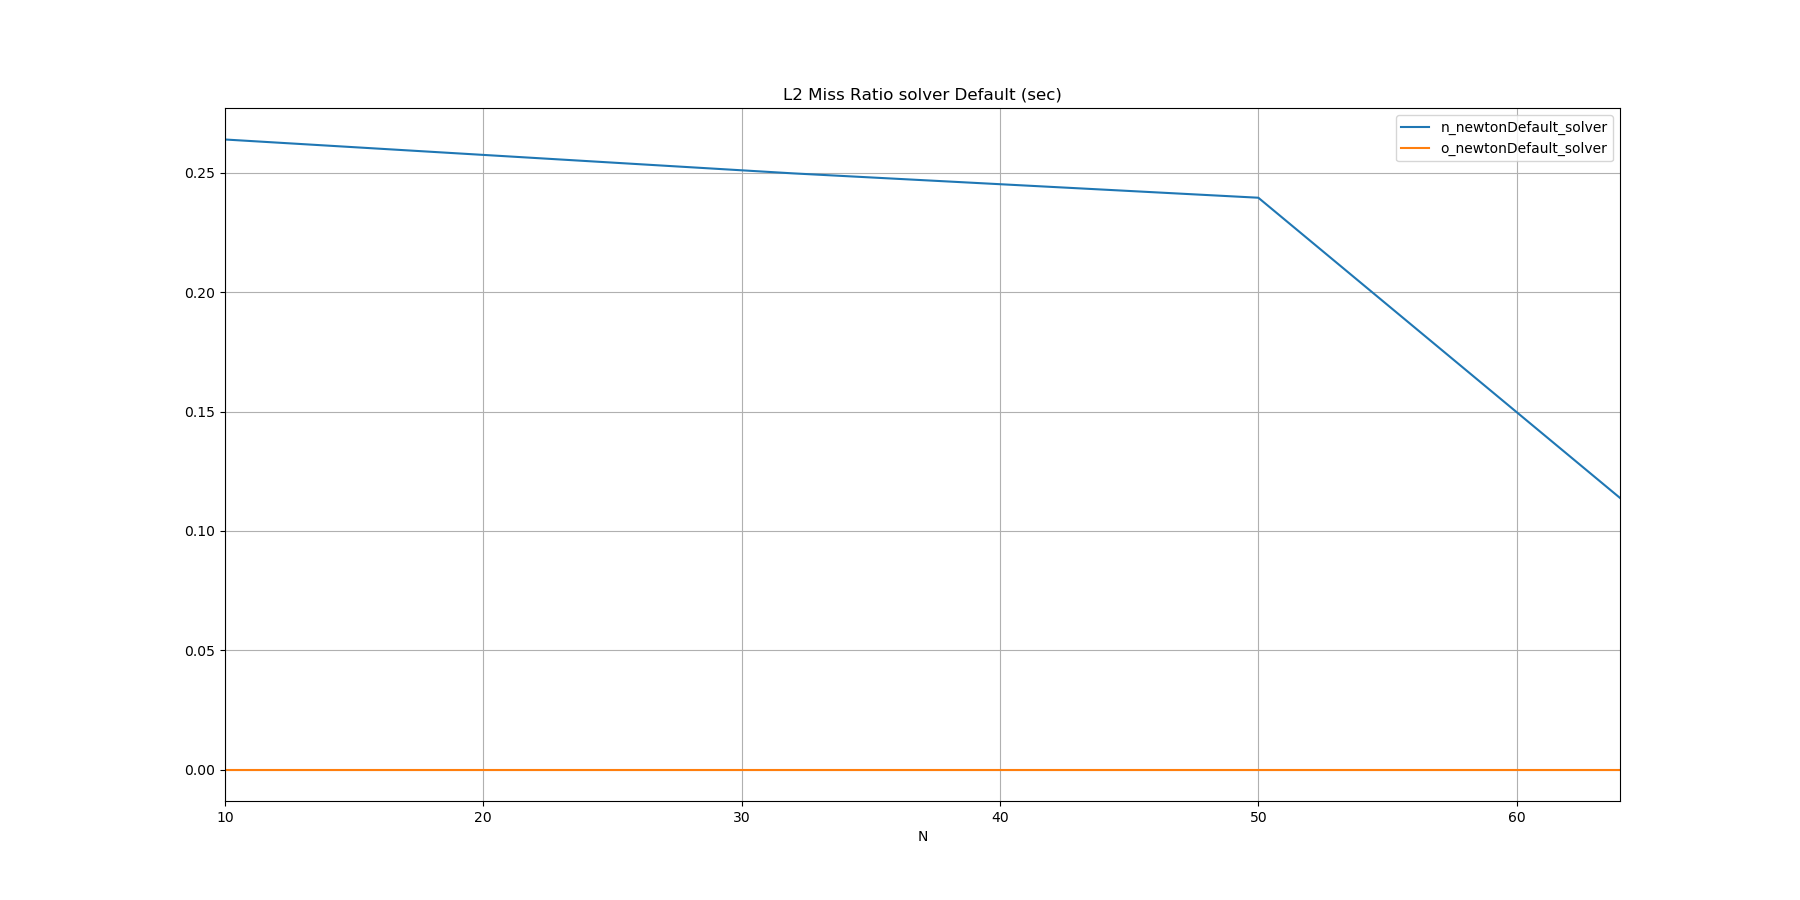 L2 Miss Ratio solver Default (sec)
n_newtonDefault_solver
o_newtonDefault_solver
0.25
0.20
0.15
0.10
0.05
0.00
10 20 30 40 50 60
N